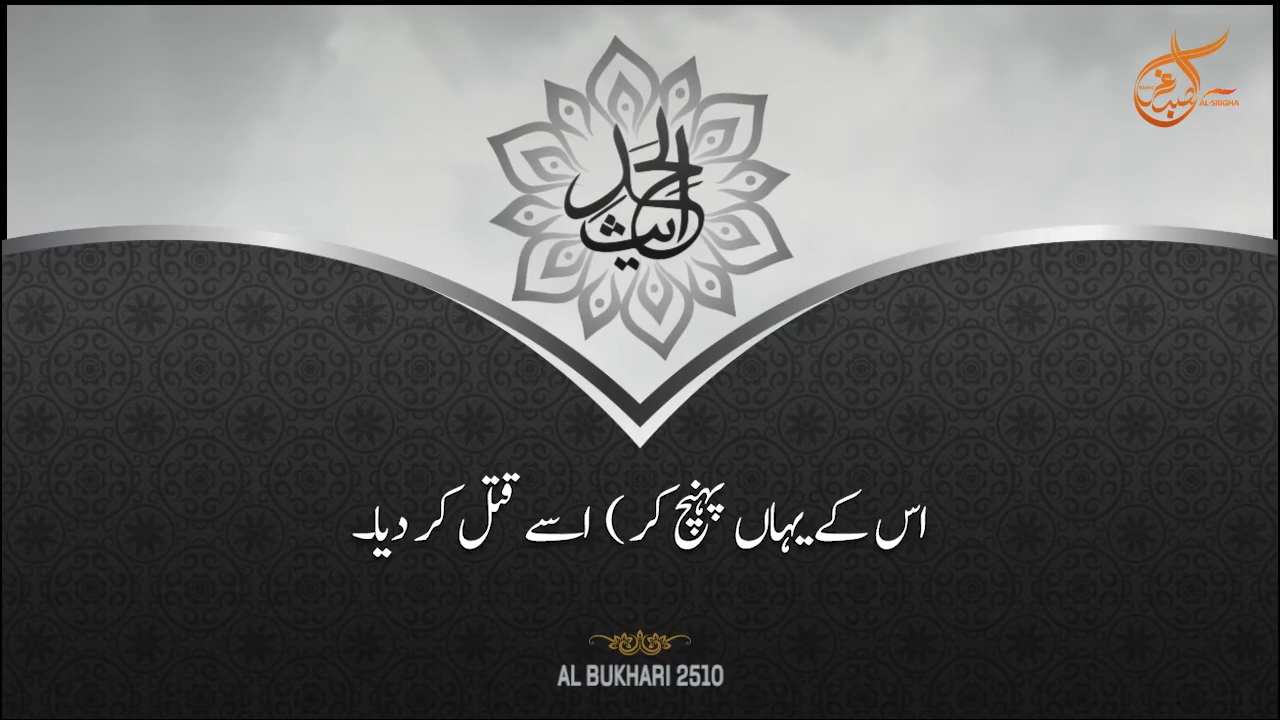 الحدیث
AL-SIBGHA
اس کے یہاں پہنچ کر) اسے قتل کر دیا۔
AL BUKHARI 2510